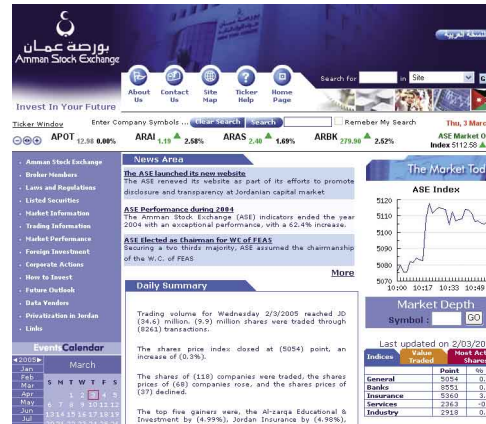 بورصة عمان
Amman Stock Exchange
Invest In Your Future
About Us
Contact Us
Site Map
Ticker Help
Home Page
Search for
in Site
Ticker Window
Enter Company Symbols ...
Clear Search
Search
Remeber My Search
Thu, 3 Marc
APOT 12.98 0.00%
ARAI 1.19 2.58%
ARAS 2.40 1.69%
ARBK 279.90 2.52%
ASE Market O
Index 5112.58
Amman Stock Exchange
Broker Members
Laws and Regulations
Listed Securities
Market Information
Trading Information
Market Performance
Foreign Investment
Corporate Actions
How to Invest
Future Outlook
Data Vendors
Privatization in Jordan
Links
EventsCalendar
2005
March
Jan
Feb
Mar
Apr
May
Jun
Jul
S M T W T F S
1 2 3 4 5
6 7 8 9 10 11 12
13 14 15 16 17 18 19
News Area
The ASE launched its new website
The ASE renewed its website as part of its efforts to promote
disclosure and transparency at Jordanian capital market
ASE Performance during 2004
The Amman Stock Exchange (ASE) indicators ended the year
2004 with an exceptional performance, with a 62.4% increase.
ASE Elected as Chairman for WC of FEAS
Securing a two thirds majority, ASE assumed the chairmanship
of the W.C. of FEAS
More
Daily Summary
Trading volume for Wednesday 2/3/2005 reached JD
(34.6) million. (9.9) million shares were traded through
(8261) transactions.
The shares price index closed at (5054) point, an
increase of (0.3%).
The shares of (118) companies were traded, the shares
prices of (68) companies rose, and the shares prices of
(37) declined.
The top five gainers were, the Al-zarqa Educational &
Investment by (4.99%), Jordan Insurance by (4.98%),
The Market Tod
ASE Index
5120
5110
5100
5090
5080
5070
10:00 10:17 10:33 10:49
Market Depth
Symbol :
GO
Last updated on 2/03/20
Indices
Value Traded
Most Act
Shares
Point %
General 5054 0.
Banks 8551 0.
Insurance 5360 3.
Services 2363 -0
Industry 2918 0.